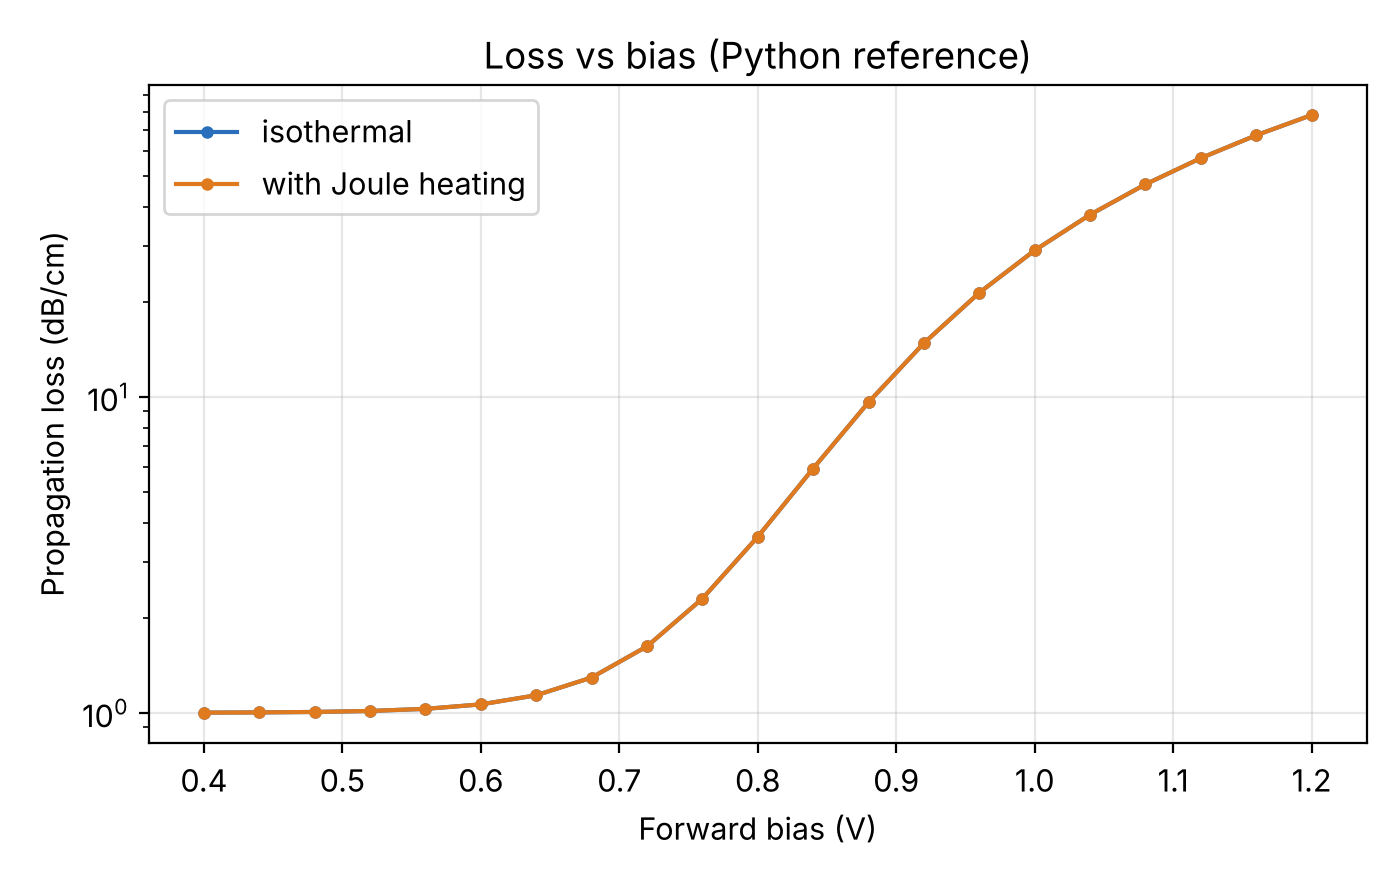 Loss vs bias (Python reference)
isothermal
with Joule heating
Propagation loss (dB/cm)
10¹
10⁰
0.4 0.5 0.6 0.7 0.8 0.9 1.0 1.1 1.2
Forward bias (V)